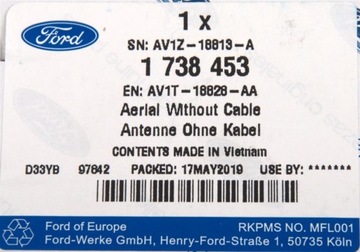 Ford
1 x
SN: AV1Z-18813-A
1 738 453
EN: AV1T-18828-AA
Aerial Without Cable
Antenne Ohne Kabel
CONTENTS MADE IN Vietnam
D33YB 97642 PACKED: 17MAY2019 USE BY: *******
Ford of Europe RKPMS NO. MFL001
Ford-Werke GmbH, Henry-Ford-Strasse 1, 50735 Köln